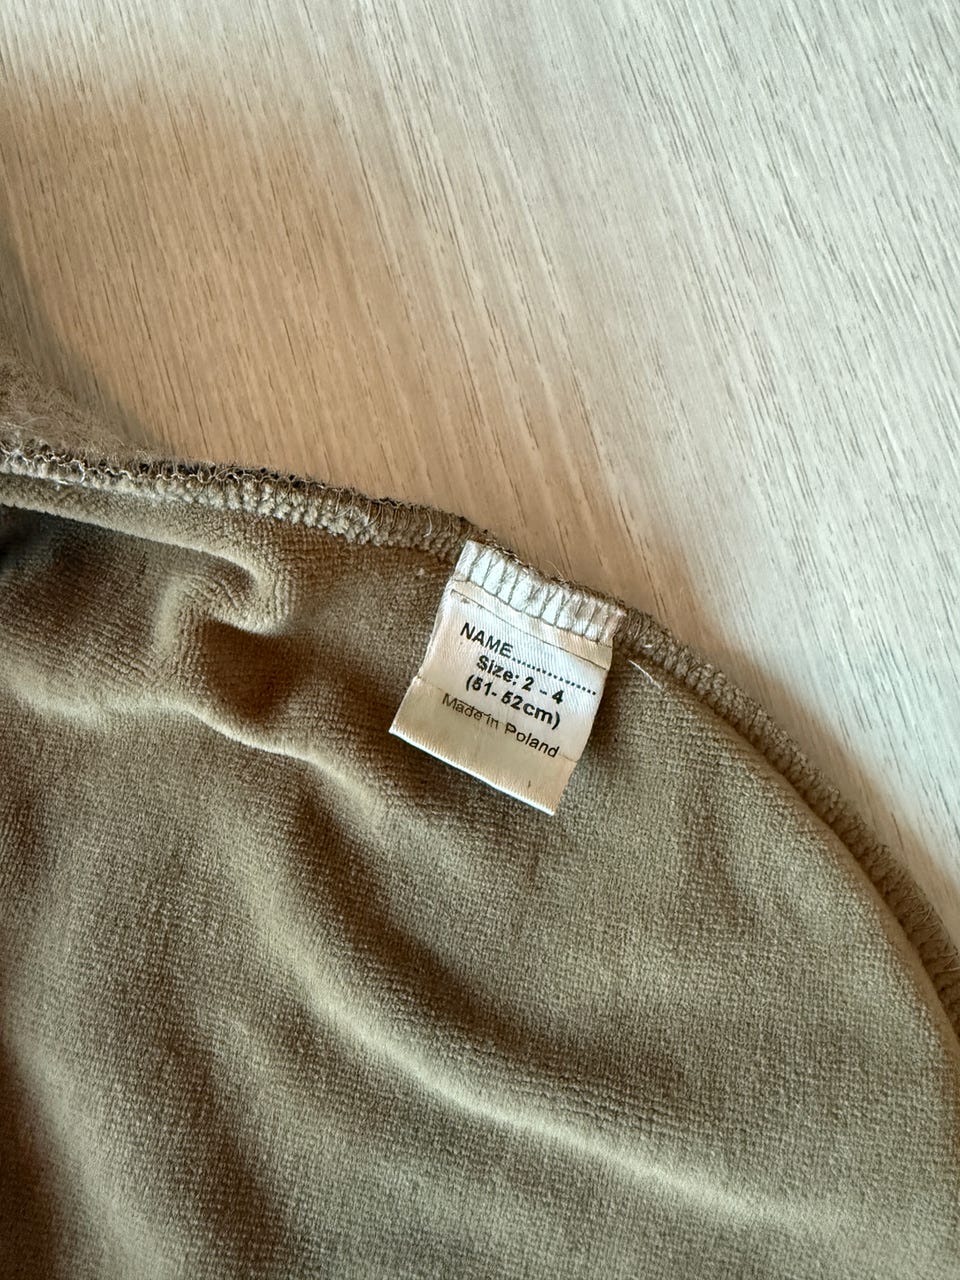 NAME....................
Size: 2 - 4
(51- 52cm)
Made in Poland